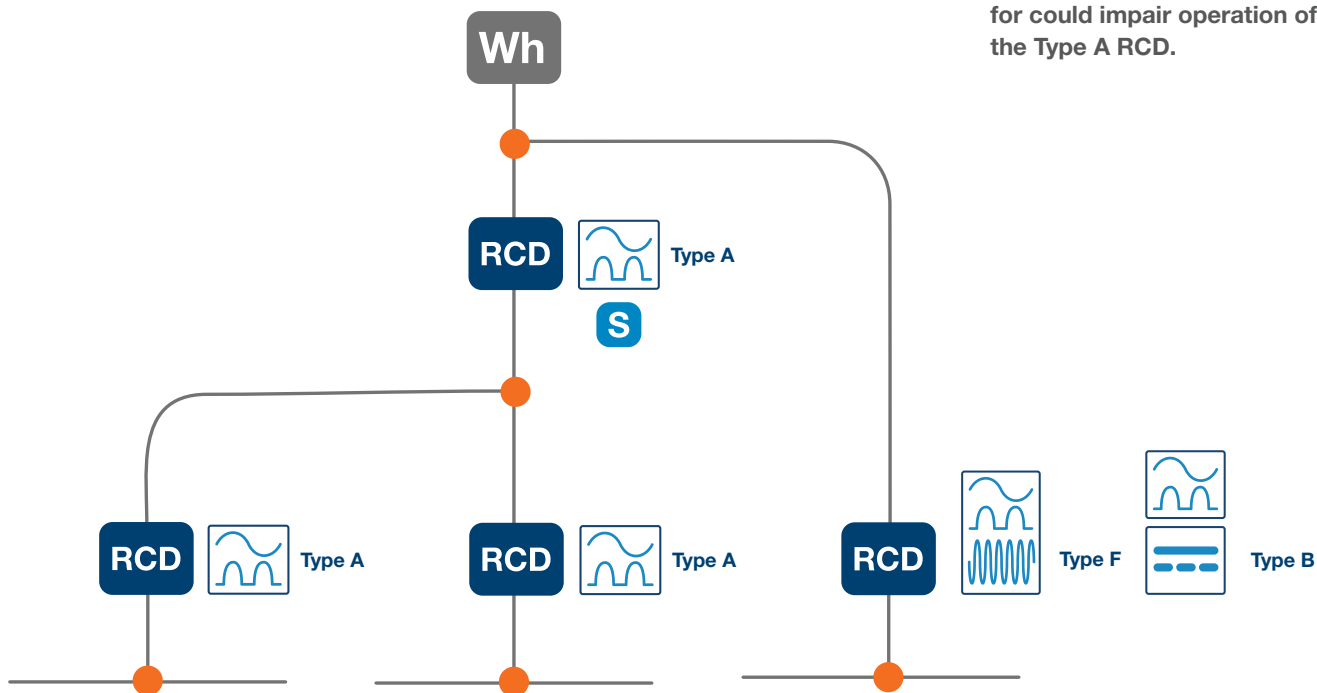 for could impair operation of
the Type A RCD.
Wh
RCD
Type A
S
RCD
Type A
RCD
Type A
RCD
Type F
Type B